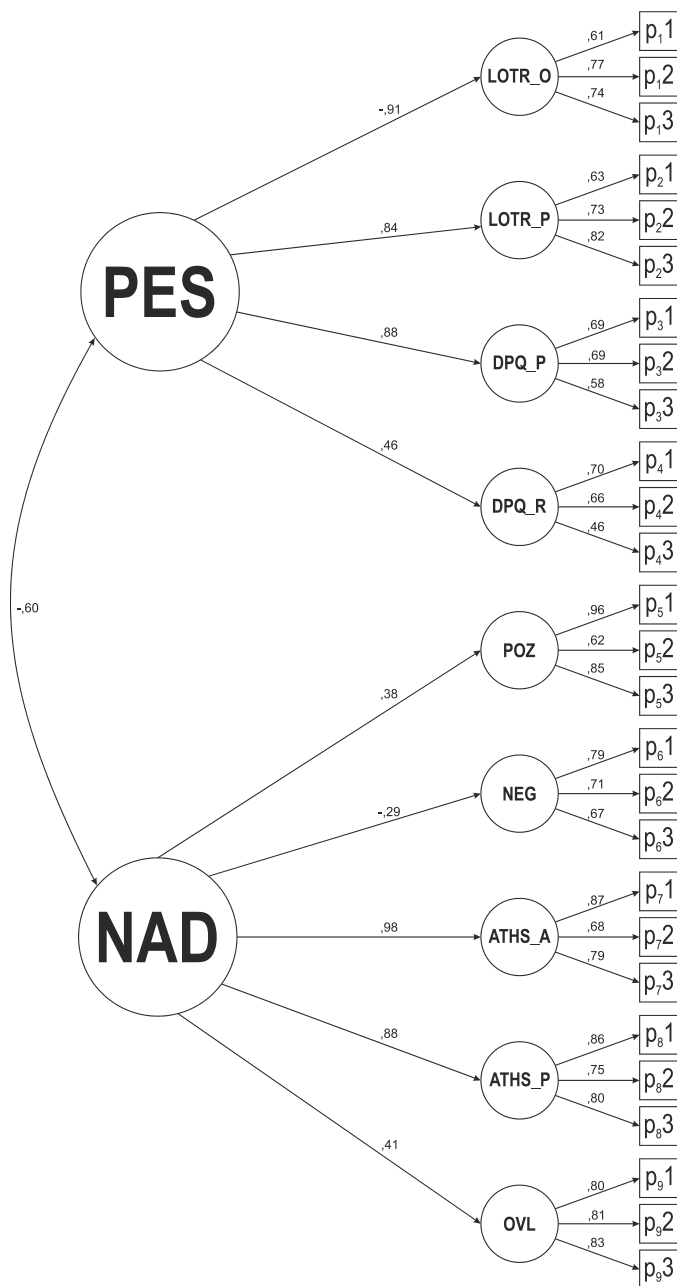 ,61
p₁1
,77
LOTR_O
p₁2
,74
p₁3
-,91
,63
p₂1
,73
LOTR_P
p₂2
,82
p₂3
,84
PES
,69
p₃1
,69
DPQ_P
p₃2
,58
p₃3
,88
,46
,70
p₄1
,66
DPQ_R
p₄2
,46
p₄3
-,60
,96
p₅1
,62
POZ
p₅2
,85
p₅3
,38
,79
p₆1
,71
NEG
p₆2
,67
p₆3
-,29
NAD
,87
p₇1
,68
ATHS_A
p₇2
,79
p₇3
,98
,88
,86
p₈1
,75
ATHS_P
p₈2
,80
p₈3
,41
,80
p₉1
,81
OVL
p₉2
,83
p₉3